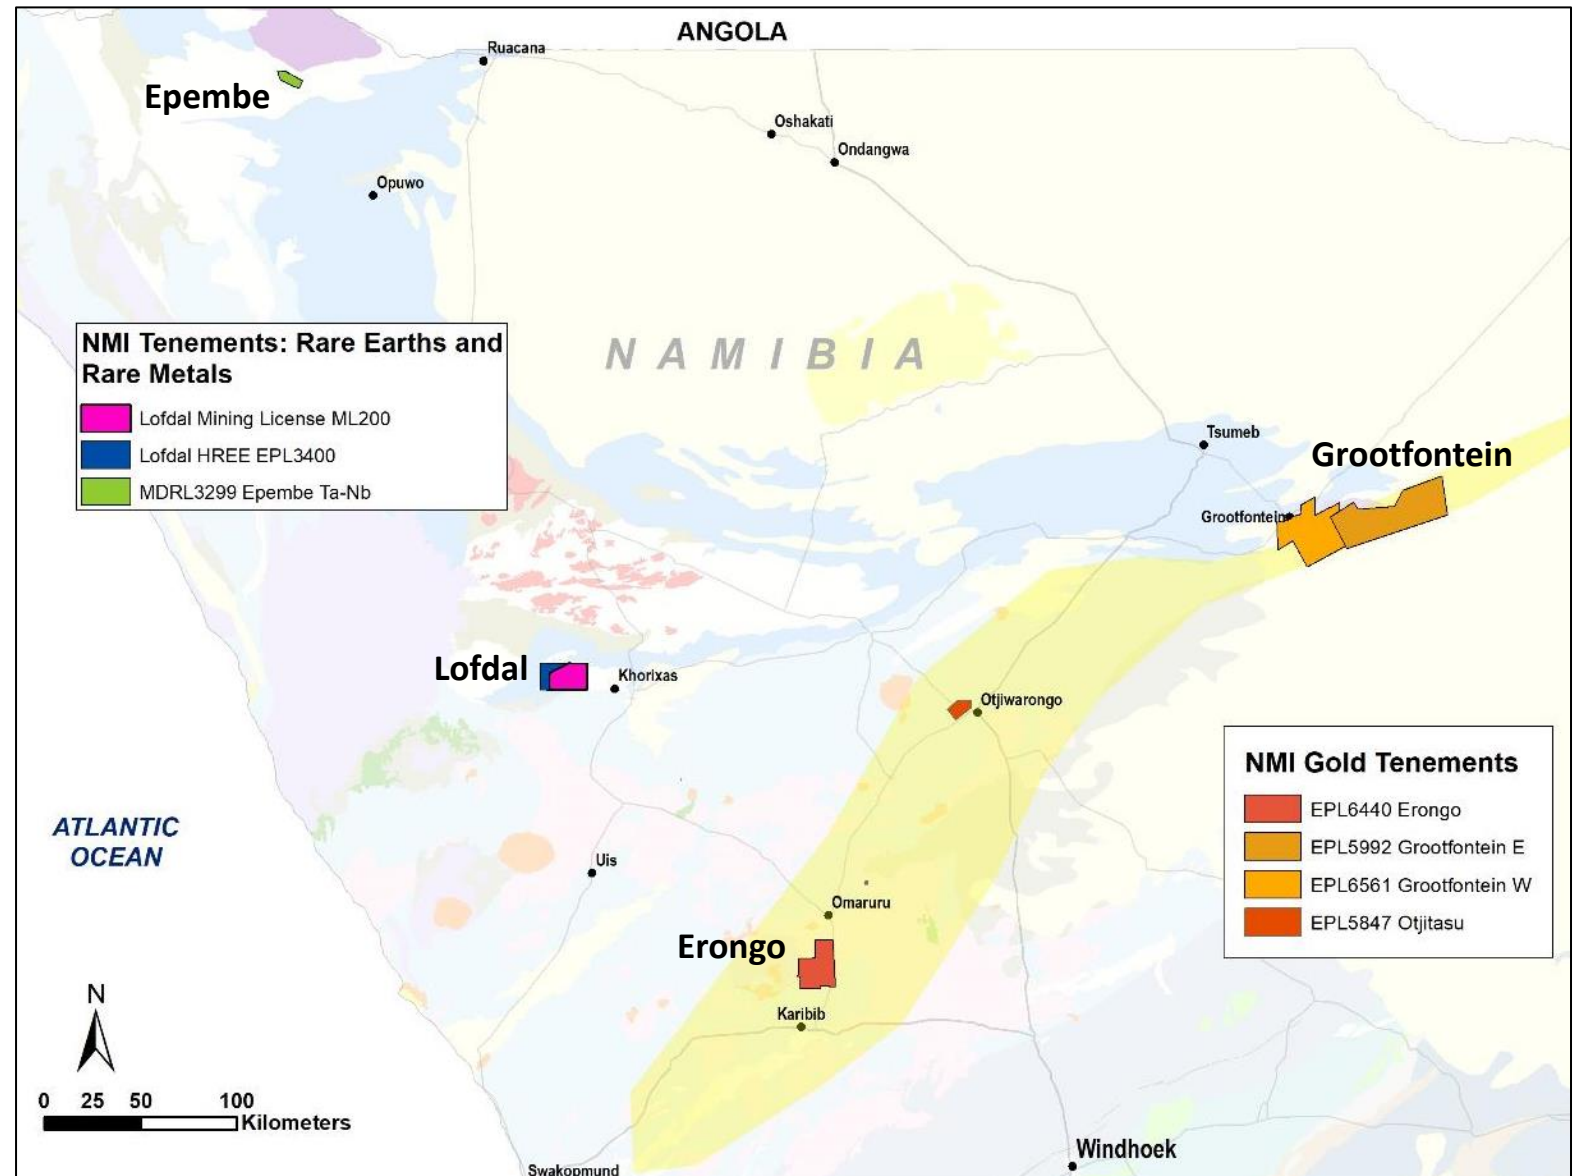 ANGOLA
Ruacana
Epembe
Oshakati
Ondangwa
Opuwo
NAMIBIA
NMI Tenements: Rare Earths and
Rare Metals
Lofdal Mining License ML200
Lofdal HREE EPL3400
MDRL3299 Epembe Ta-Nb
Tsumeb
Grootfontein
Grootfontein
Lofdal
Khorixas
Otjiwarongo
NMI Gold Tenements
EPL6440 Erongo
EPL5992 Grootfontein E
EPL6561 Grootfontein W
EPL5847 Otjitasu
ATLANTIC
OCEAN
Uis
Omaruru
Erongo
Karibib
N
0 25 50 100
Kilometers
Windhoek
Swakopmund